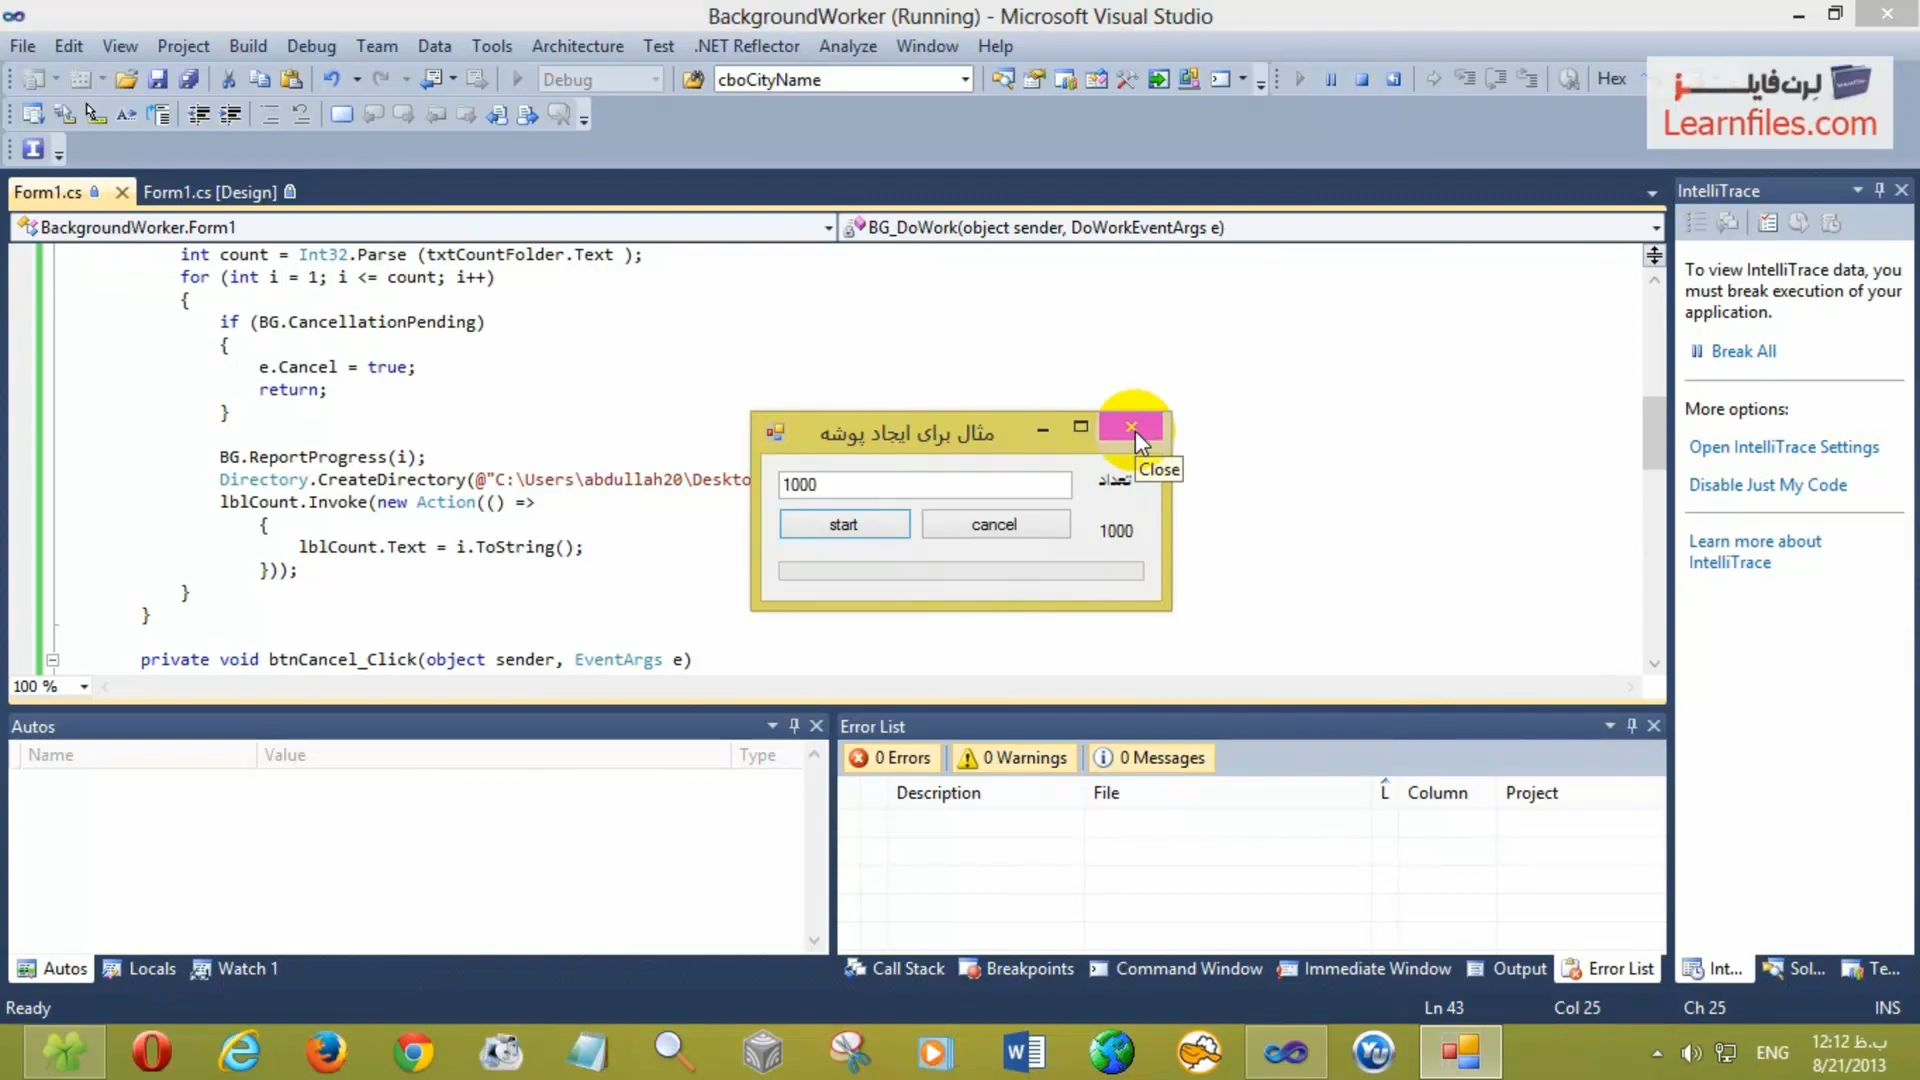 BackgroundWorker (Running) - Microsoft Visual Studio
File Edit View Project Build Debug Team Data Tools Architecture Test .NET Reflector Analyze Window Help
Debug cboCityName Hex
لرن‌فایلز
Learnfiles.com
Form1.cs Form1.cs [Design]
BackgroundWorker.Form1 BG_DoWork(object sender, DoWorkEventArgs e)
int count = Int32.Parse (txtCountFolder.Text );
for (int i = 1; i <= count; i++)
{
if (BG.CancellationPending)
{
e.Cancel = true;
return;
}
BG.ReportProgress(i);
Directory.CreateDirectory(@"C:\Users\abdullah20\Deskto
lblCount.Invoke(new Action(() =>
{
lblCount.Text = i.ToString();
}));
}
}
private void btnCancel_Click(object sender, EventArgs e)
100 %
مثال برای ایجاد پوشه
Close
1000 تعداد
start cancel 1000
IntelliTrace
To view IntelliTrace data, you
must break execution of your
application.
Break All
More options:
Open IntelliTrace Settings
Disable Just My Code
Learn more about
IntelliTrace
Autos
Name Value Type
Error List
0 Errors 0 Warnings 0 Messages
Description File L Column Project
Autos Locals Watch 1
Call Stack Breakpoints Command Window Immediate Window Output Error List
Int... Sol... Te...
Ready Ln 43 Col 25 Ch 25 INS
ENG
12:12 ب.ظ
8/21/2013